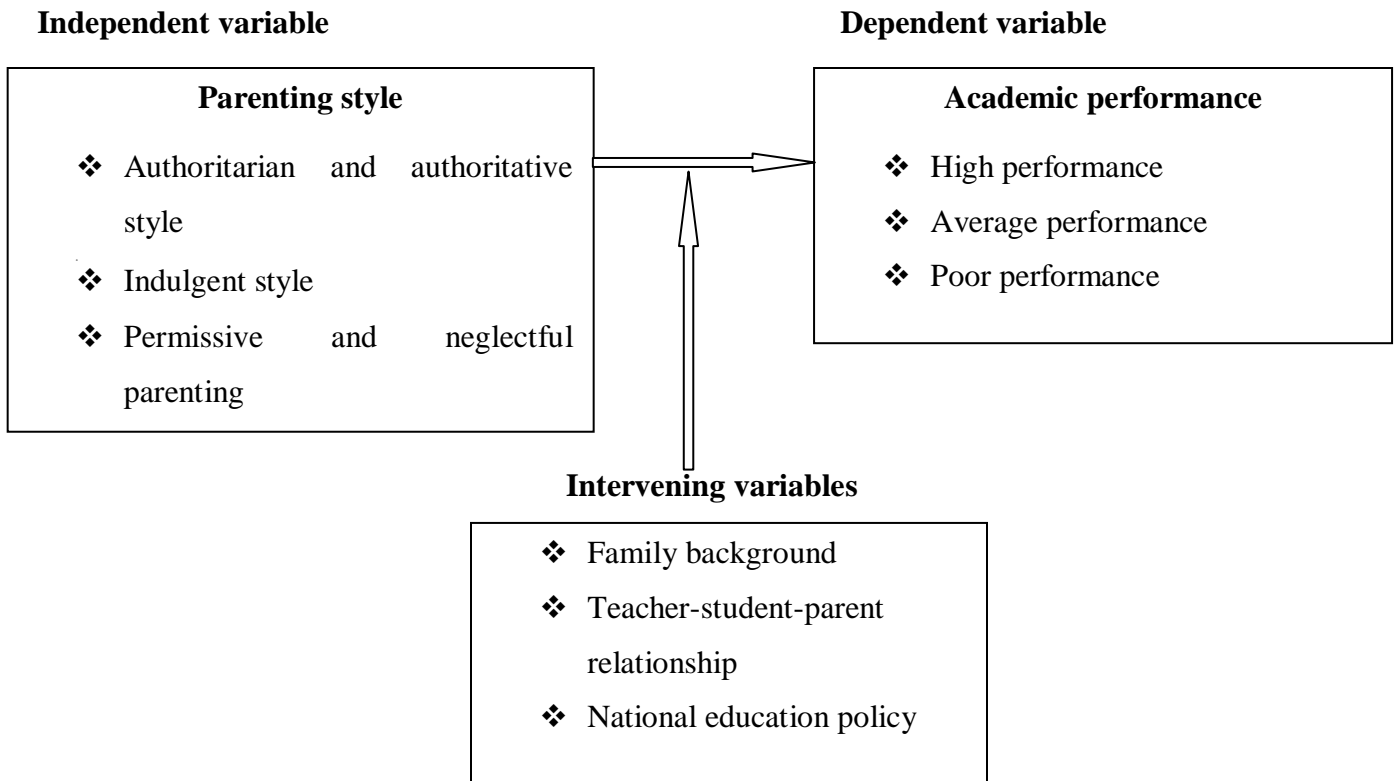 Independent variable
Dependent variable
Parenting style
❖ Authoritarian and authoritative
style
❖ Indulgent style
❖ Permissive and neglectful
parenting
Academic performance
❖ High performance
❖ Average performance
❖ Poor performance
Intervening variables
❖ Family background
❖ Teacher-student-parent
relationship
❖ National education policy